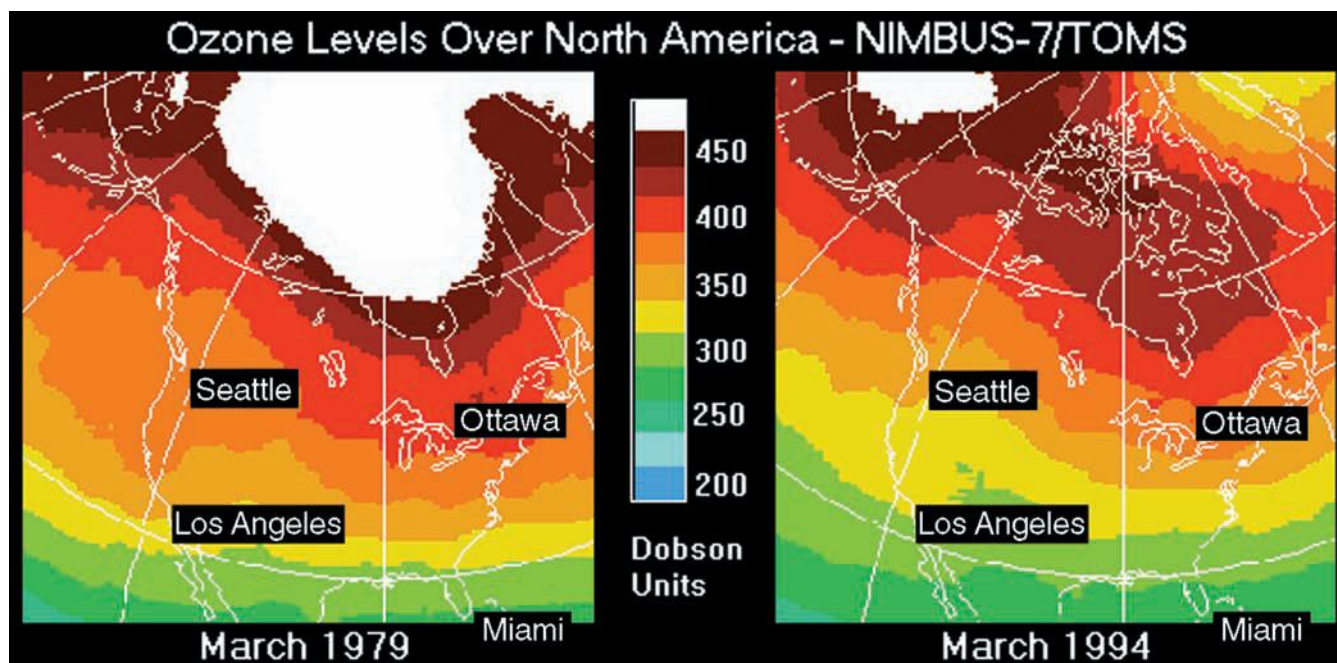 Ozone Levels Over North America - NIMBUS-7/TOMS
450
400
350
300
250
200
Dobson
Units
Seattle
Ottawa
Los Angeles
Miami
March 1979
Seattle
Ottawa
Los Angeles
Miami
March 1994